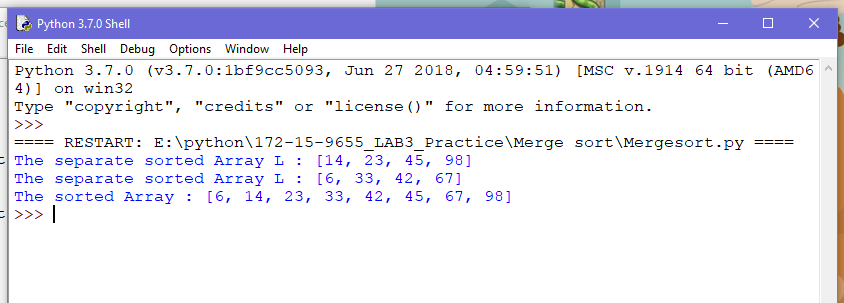 Python 3.7.0 Shell
File Edit Shell Debug Options Window Help
Python 3.7.0 (v3.7.0:1bf9cc5093, Jun 27 2018, 04:59:51) [MSC v.1914 64 bit (AMD6
4)] on win32
Type "copyright", "credits" or "license()" for more information.
>>>
==== RESTART: E:\python\172-15-9655_LAB3_Practice\Merge sort\Mergesort.py ====
The separate sorted Array L : [14, 23, 45, 98]
The separate sorted Array L : [6, 33, 42, 67]
The sorted Array : [6, 14, 23, 33, 42, 45, 67, 98]
>>>